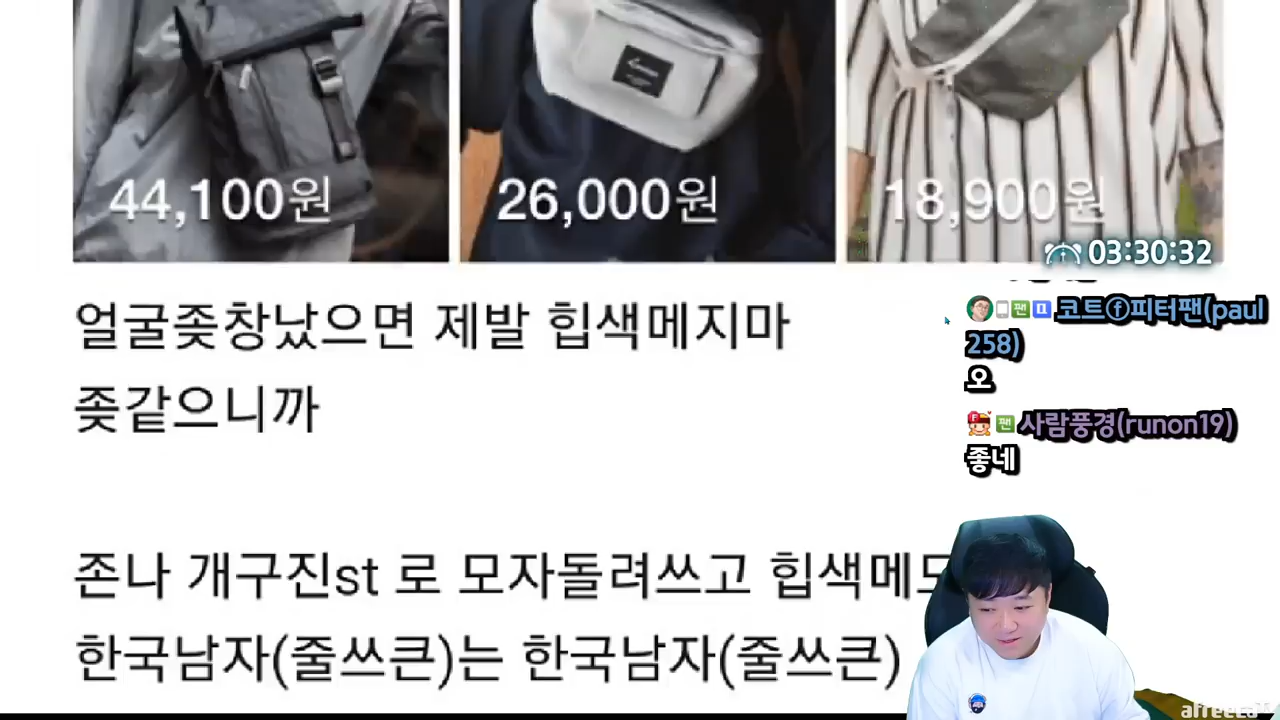 44,100원
26,000원
18,900원
03:30:32
얼굴좆창났으면 제발 힙색메지마
좆같으니까
팬 코트ⓕ피터팬(paul
258)
오
팬 사람풍경(runon19)
좋네
존나 개구진st 로 모자돌려쓰고 힙색메도
한국남자(줄쓰큰)는 한국남자(줄쓰큰)
afreeca